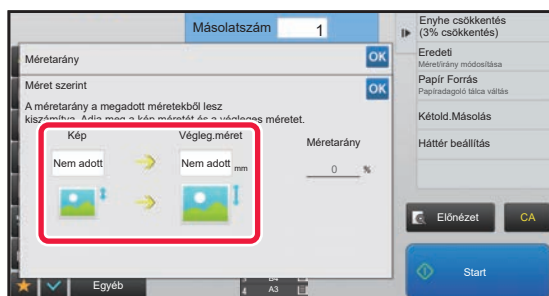 Másolatszám 1
Méretarány OK
Méret szerint OK
A méretarány a megadott méretekből lesz
kiszámítva. Adja meg a kép méretét és a végleges méretet.
Kép
Végleg.méret
Méretarány
Nem adott
Nem adott mm
0 %
Enyhe csökkentés
(3% csökkentés)
Eredeti
Méret/irány módosítása
Papír Forrás
Papíradagoló tálca váltás
Kétold.Másolás
Háttér beállítás
Előnézet
CA
Start
Egyéb
4 A3